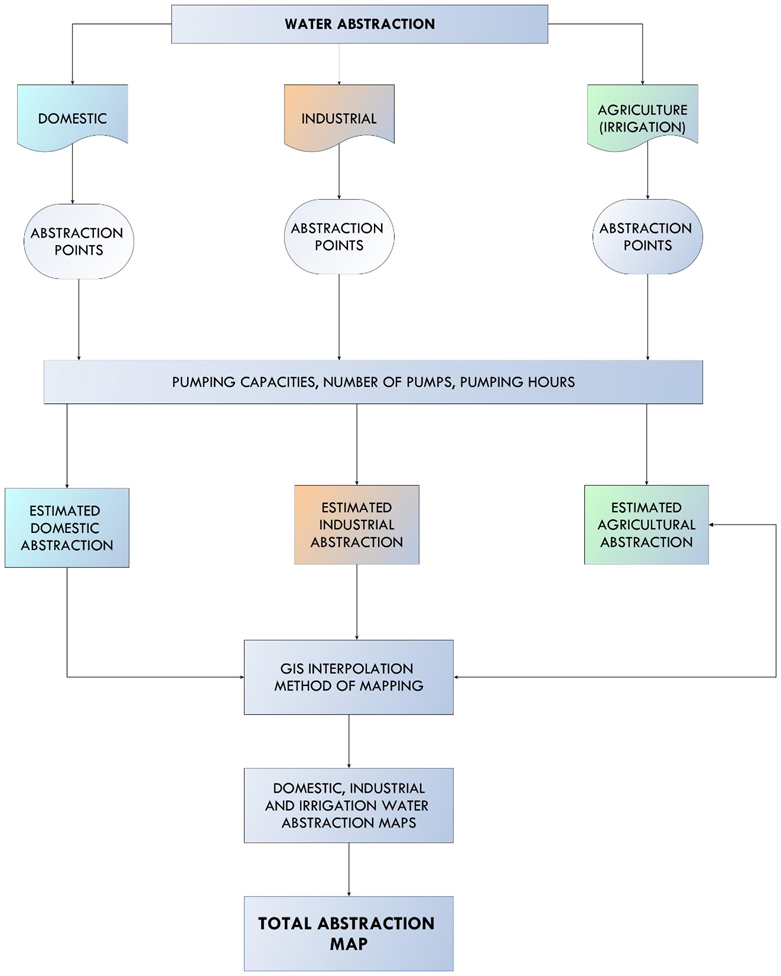 WATER ABSTRACTION
DOMESTIC
INDUSTRIAL
AGRICULTURE
(IRRIGATION)
ABSTRACTION
POINTS
ABSTRACTION
POINTS
ABSTRACTION
POINTS
PUMPING CAPACITIES, NUMBER OF PUMPS, PUMPING HOURS
ESTIMATED
DOMESTIC
ABSTRACTION
ESTIMATED
INDUSTRIAL
ABSTRACTION
ESTIMATED
AGRICULTURAL
ABSTRACTION
GIS INTERPOLATION
METHOD OF MAPPING
DOMESTIC, INDUSTRIAL
AND IRRIGATION WATER
ABSTRACTION MAPS
TOTAL ABSTRACTION
MAP